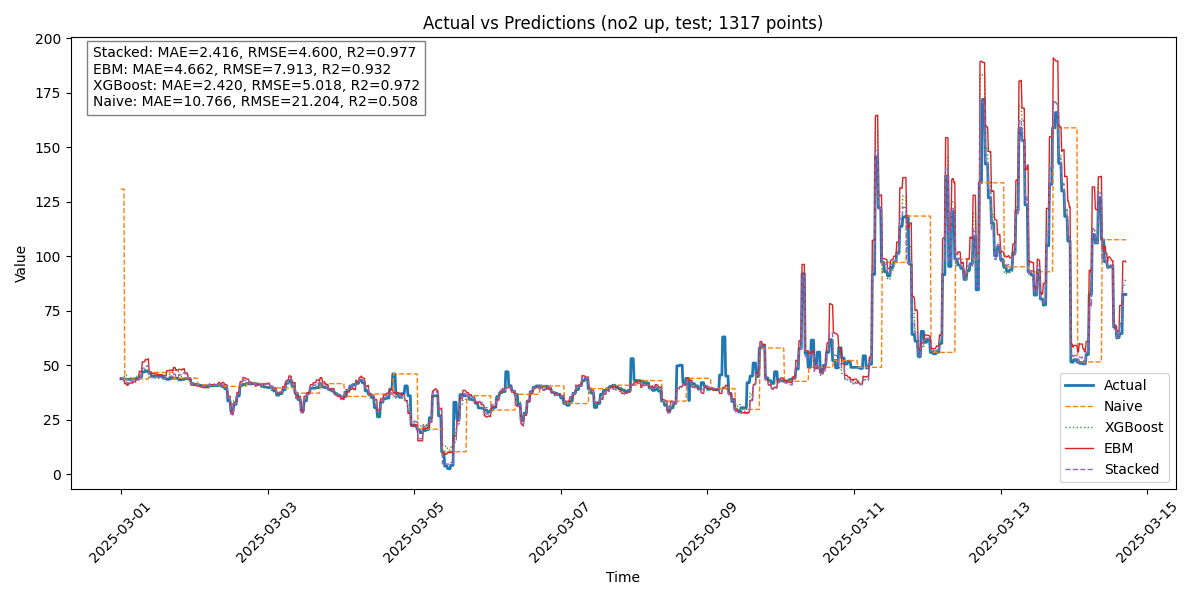 Actual vs Predictions (no2 up, test; 1317 points)
Stacked: MAE=2.416, RMSE=4.600, R2=0.977
EBM: MAE=4.662, RMSE=7.913, R2=0.932
XGBoost: MAE=2.420, RMSE=5.018, R2=0.972
Naive: MAE=10.766, RMSE=21.204, R2=0.508
200
175
150
125
100
75
50
25
0
Value
Actual
Naive
XGBoost
EBM
Stacked
2025-03-01
2025-03-03
2025-03-05
2025-03-07
2025-03-09
2025-03-11
2025-03-13
2025-03-15
Time